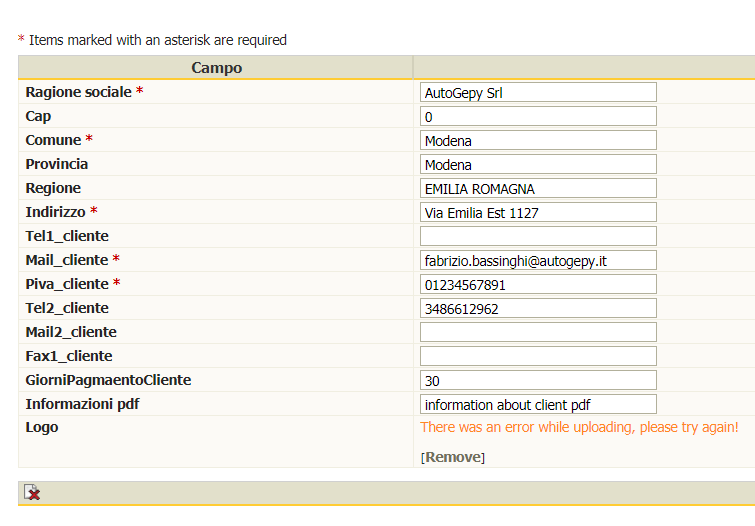 * Items marked with an asterisk are required
Campo
Ragione sociale * AutoGepy Srl
Cap 0
Comune * Modena
Provincia Modena
Regione EMILIA ROMAGNA
Indirizzo * Via Emilia Est 1127
Tel1_cliente
Mail_cliente * fabrizio.bassinghi@autogepy.it
Piva_cliente * 01234567891
Tel2_cliente 3486612962
Mail2_cliente
Fax1_cliente
GiorniPagmaentoCliente 30
Informazioni pdf information about client pdf
Logo There was an error while uploading, please try again!
[Remove]